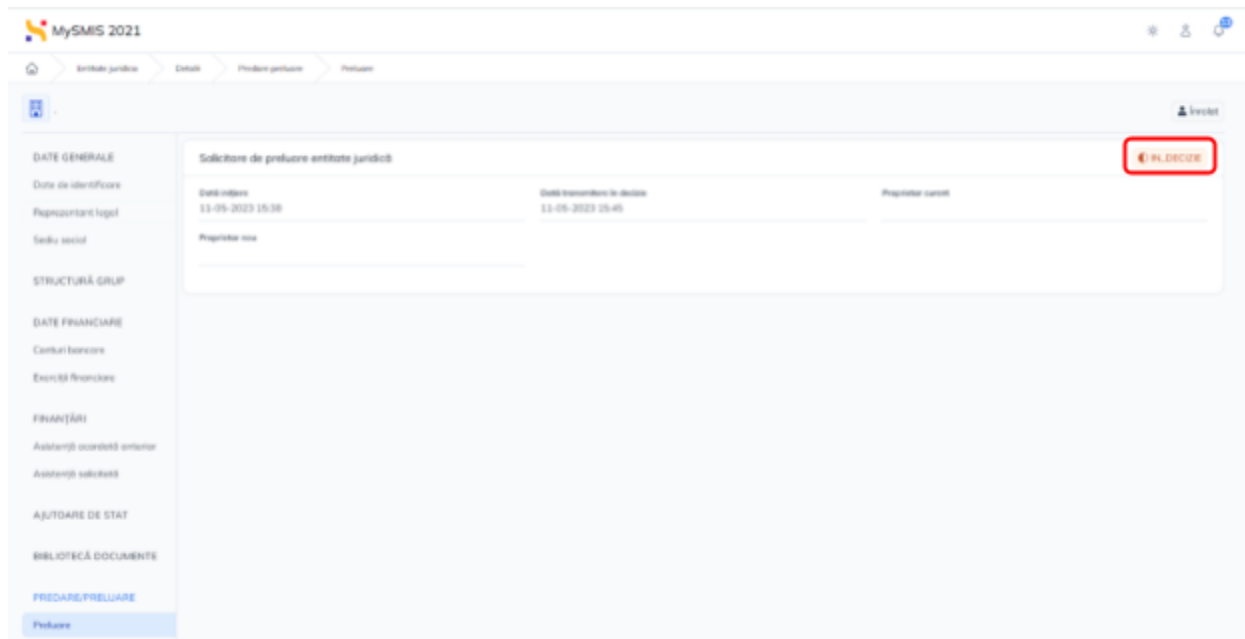 MySMIS 2021
Entitate juridica Detalii Predare preluare Preluare
Învolet
DATE GENERALE
Date de identificare
Reprezentant legal
Sediu social
STRUCTURĂ GRUP
DATE FINANCIARE
Conturi bancare
Exerciții financiare
FINANȚĂRI
Asistență acordată anterior
Asistență solicitată
AJUTOARE DE STAT
BIBLIOTECĂ DOCUMENTE
PREDARE/PRELUARE
Preluare
Solicitare de preluare entitate juridică
IN_DECIZIE
Dată inițiere
11-05-2023 15:38
Dată transmitere în decizie
11-05-2023 15:45
Proprietar curent
Proprietar nou